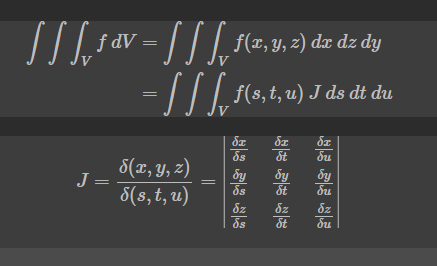 ∫∫∫_V f dV = ∫∫∫_V f(x, y, z) dx dz dy
= ∫∫∫_V f(s, t, u) J ds dt du
J = δ(x, y, z)/δ(s, t, u) = | δx/δs δx/δt δx/δu |
| δy/δs δy/δt δy/δu |
| δz/δs δz/δt δz/δu |